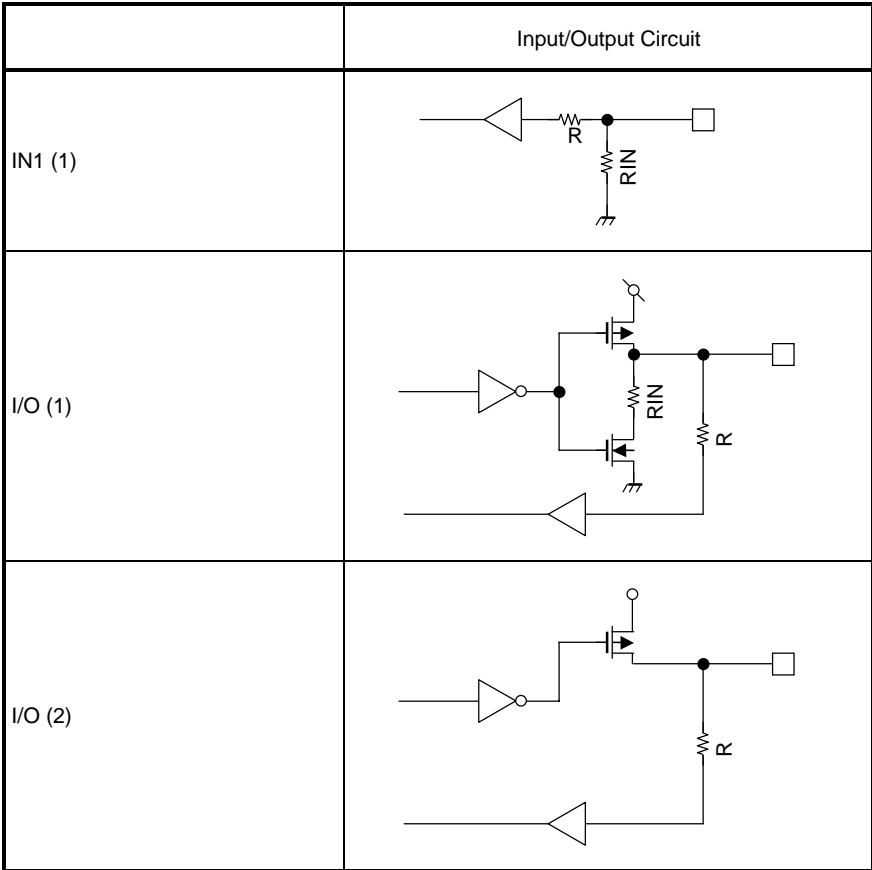 Input/Output Circuit
IN1 (1)
R
RIN
I/O (1)
RIN
R
I/O (2)
R